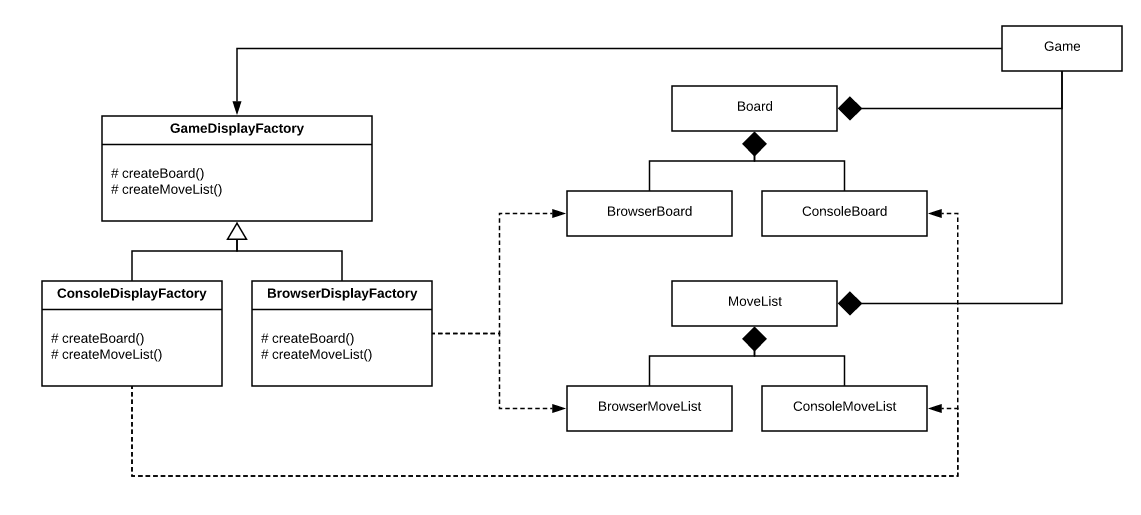 Game
Board
GameDisplayFactory
# createBoard()
# createMoveList()
BrowserBoard
ConsoleBoard
ConsoleDisplayFactory
# createBoard()
# createMoveList()
BrowserDisplayFactory
# createBoard()
# createMoveList()
MoveList
BrowserMoveList
ConsoleMoveList